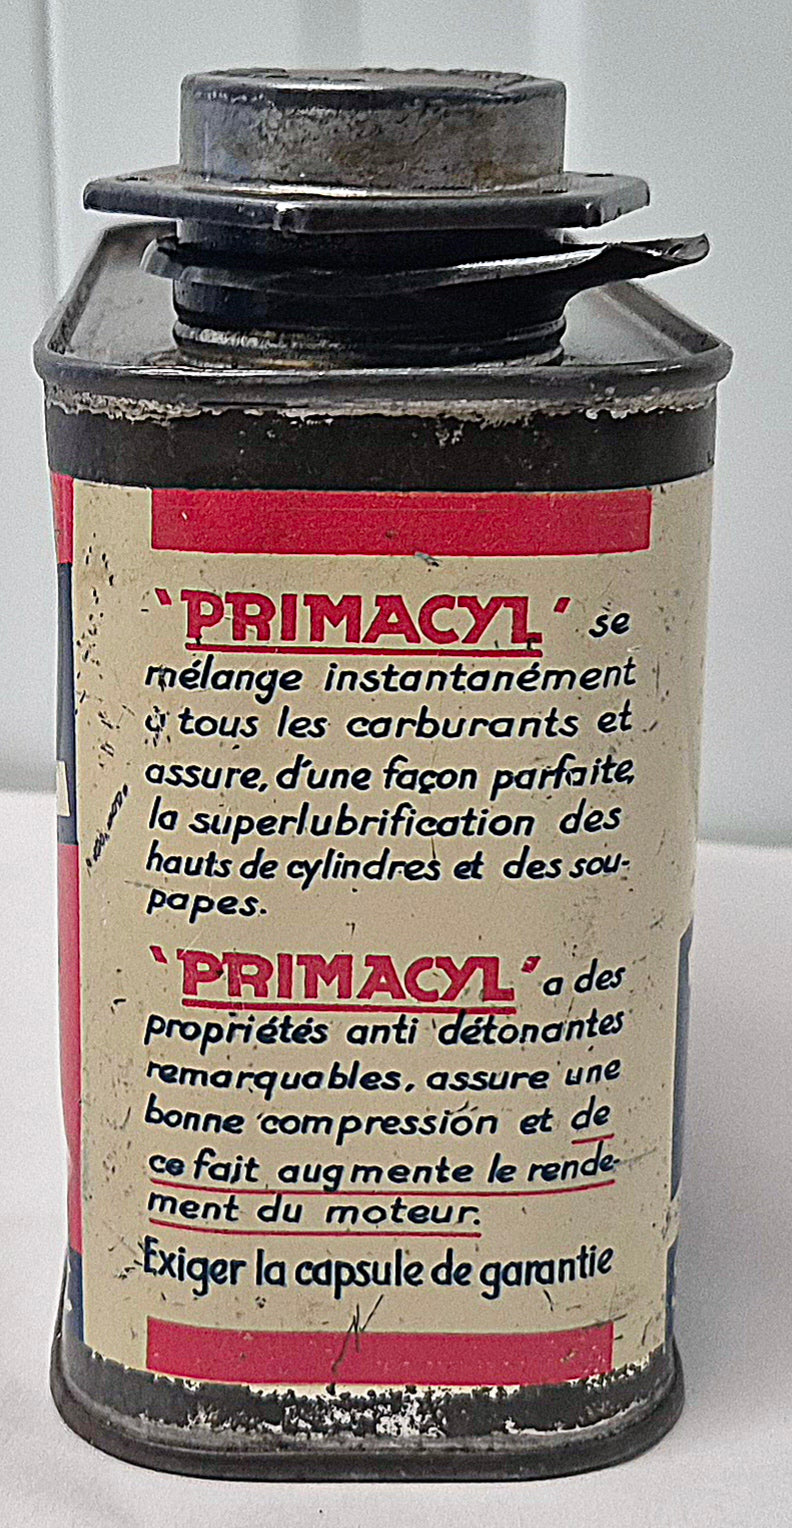 'PRIMACYL' se
mélange instantanément
à tous les carburants et
assure, d'une façon parfaite,
la superlubrification des
hauts de cylindres et des sou-
papes.
'PRIMACYL' a des
propriétés anti détonantes
remarquables, assure une
bonne compression et de
ce fait augmente le rende-
ment du moteur.
Exiger la capsule de garantie